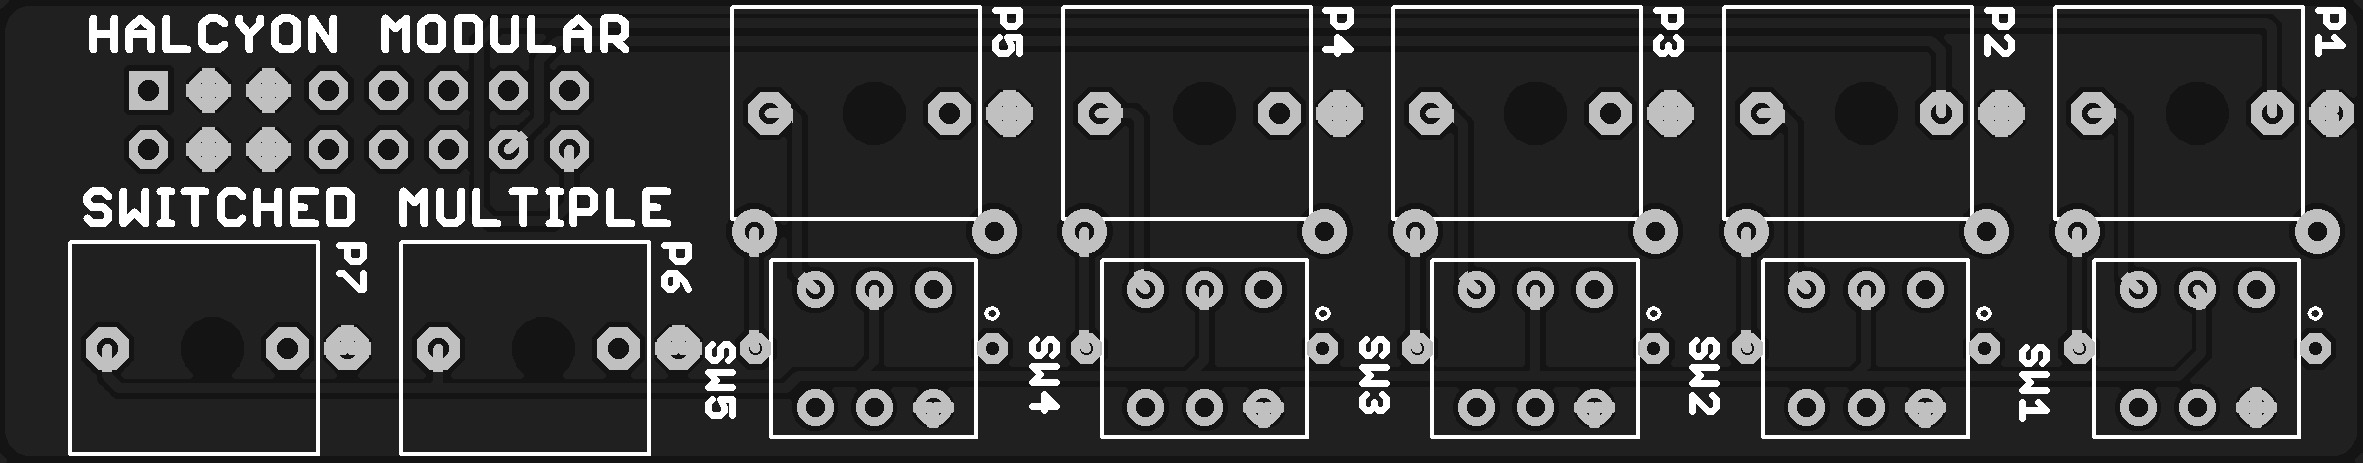 HALCYON MODULAR
SWITCHED MULTIPLE
P7
P6
P5
P4
P3
P2
P1
SW5
SW4
SW3
SW2
SW1